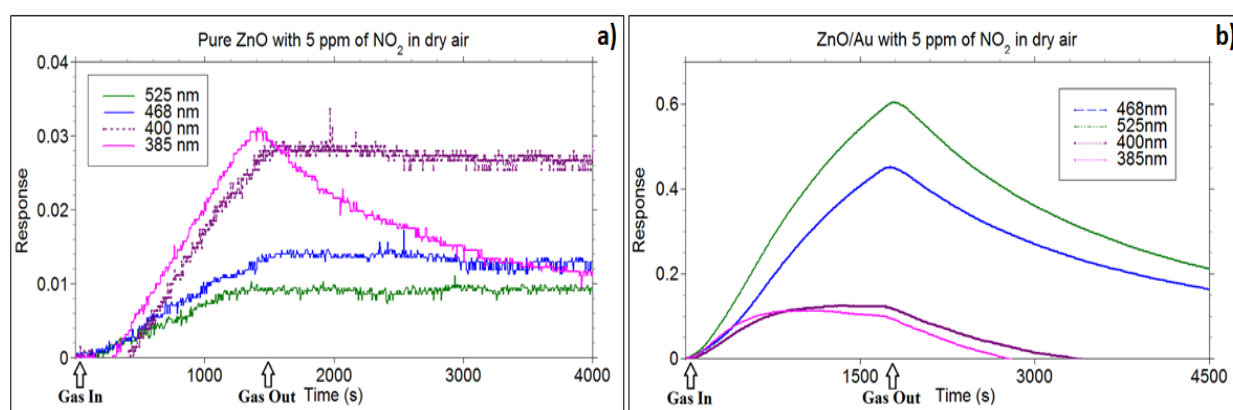 Pure ZnO with 5 ppm of NO2 in dry air
a)
0.04
0.03
0.02
0.01
0
Response
525 nm
468 nm
400 nm
385 nm
1000
2000
3000
4000
Gas In
Gas Out
Time (s)
ZnO/Au with 5 ppm of NO2 in dry air
b)
0.6
0.4
0.2
0
Response
468nm
525nm
400nm
385nm
1500
3000
4500
Gas In
Gas Out
Time (s)